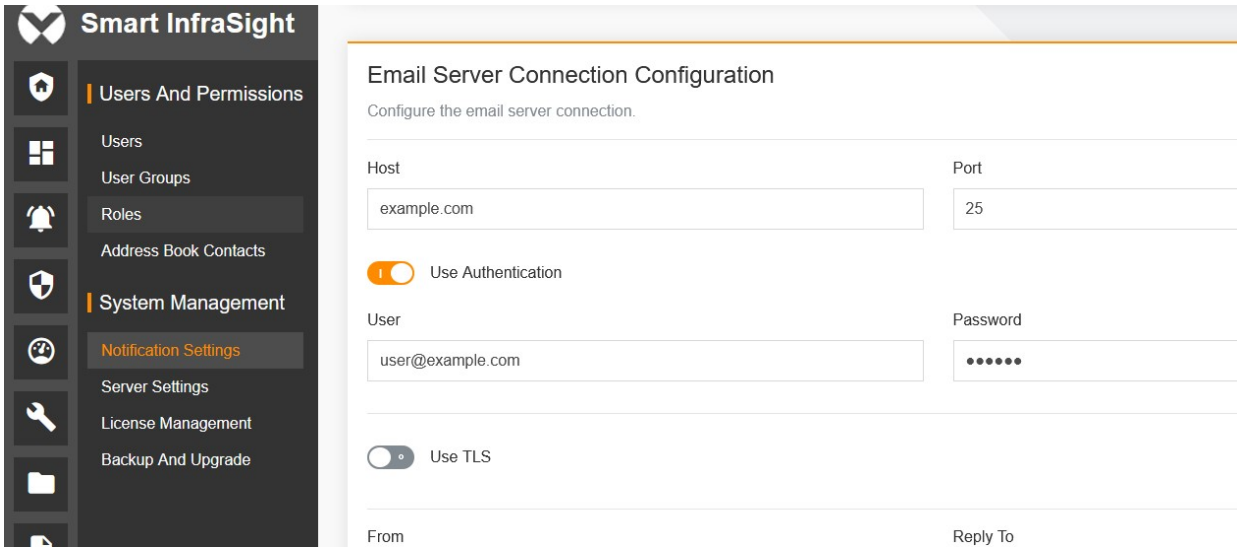 Smart InfraSight
Users And Permissions
Users
User Groups
Roles
Address Book Contacts
System Management
Notification Settings
Server Settings
License Management
Backup And Upgrade
Email Server Connection Configuration
Configure the email server connection.
Host
Port
example.com
25
Use Authentication
User
Password
user@example.com
••••••
Use TLS
From
Reply To